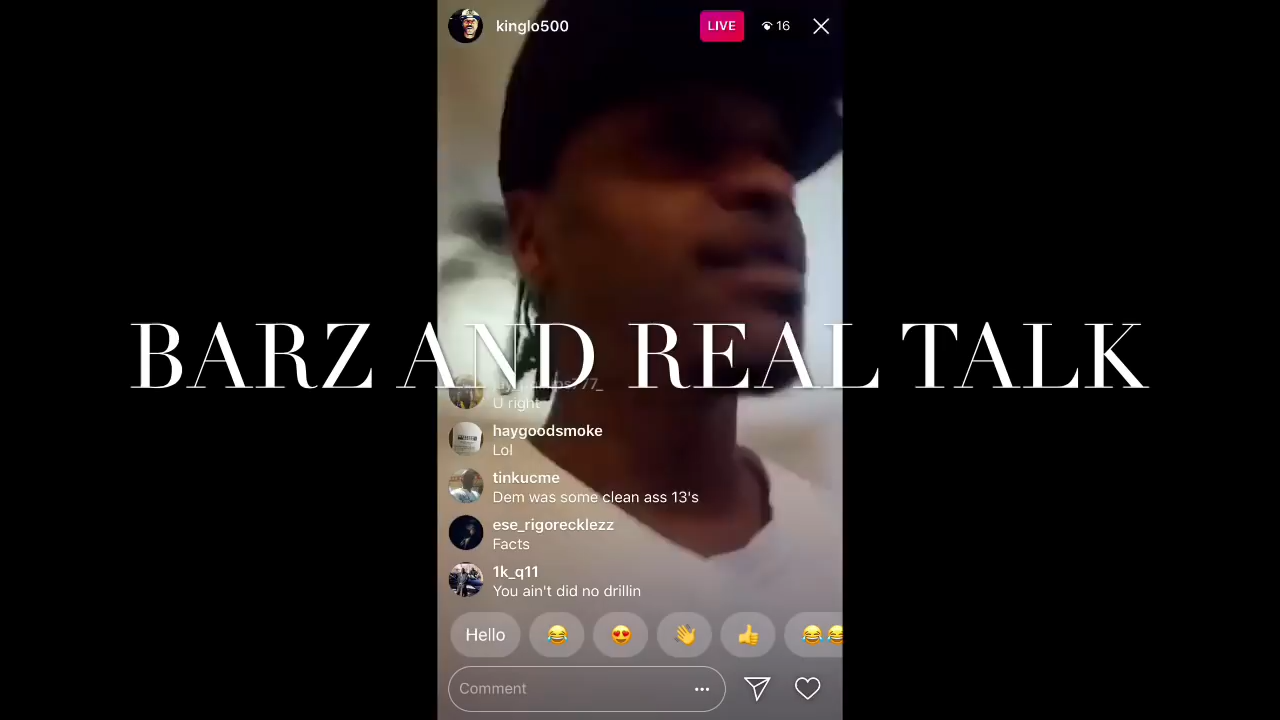 kinglo500
LIVE
16
BARZ AND REAL TALK
U right
haygoodsmoke
Lol
tinkucme
Dem was some clean ass 13's
ese_rigorecklezz
Facts
1k_q11
You ain't did no drillin
Hello
Comment